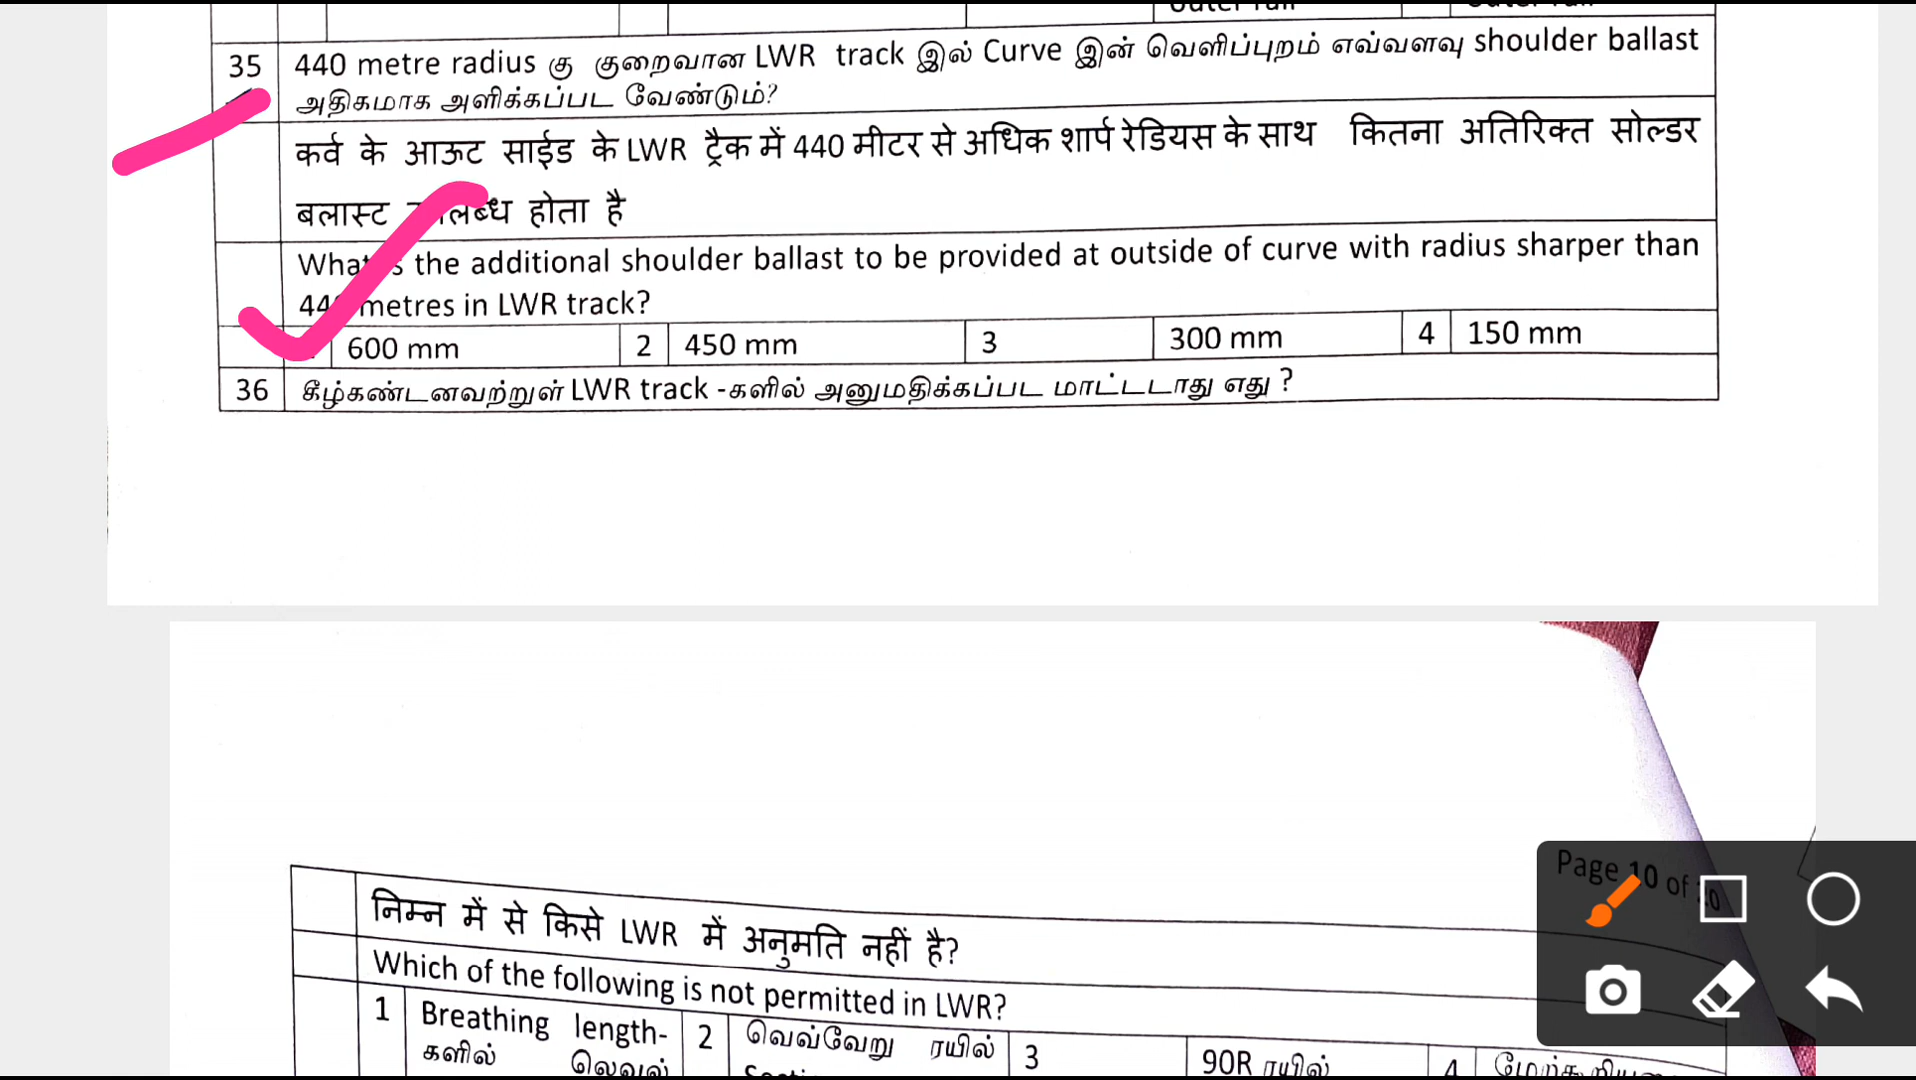 35 440 metre radius கு குறைவான LWR track இல் Curve இன் வெளிப்புறம் எவ்வளவு shoulder ballast
அதிகமாக அளிக்கப்பட வேண்டும்?
कर्व के आऊट साईड के LWR ट्रैक में 440 मीटर से अधिक शार्प रेडियस के साथ कितना अतिरिक्त सोल्डर
बलास्ट होता है
the additional shoulder ballast to be provided at outside of curve with radius sharper than
metres in LWR track?
600 mm 2 450 mm 3 300 mm 4 150 mm
36 கீழ்கண்டனவற்றுள் LWR track -களில் அனுமதிக்கப்பட மாட்டடாது எது ?
Page 10 of
निम्न में से किसे LWR में अनुमति नहीं है?
Which of the following is not permitted in LWR?
1 Breathing length- 2 வெவ்வேறு ரயில் 3 90R ரயில் 4
களில் லெவல்